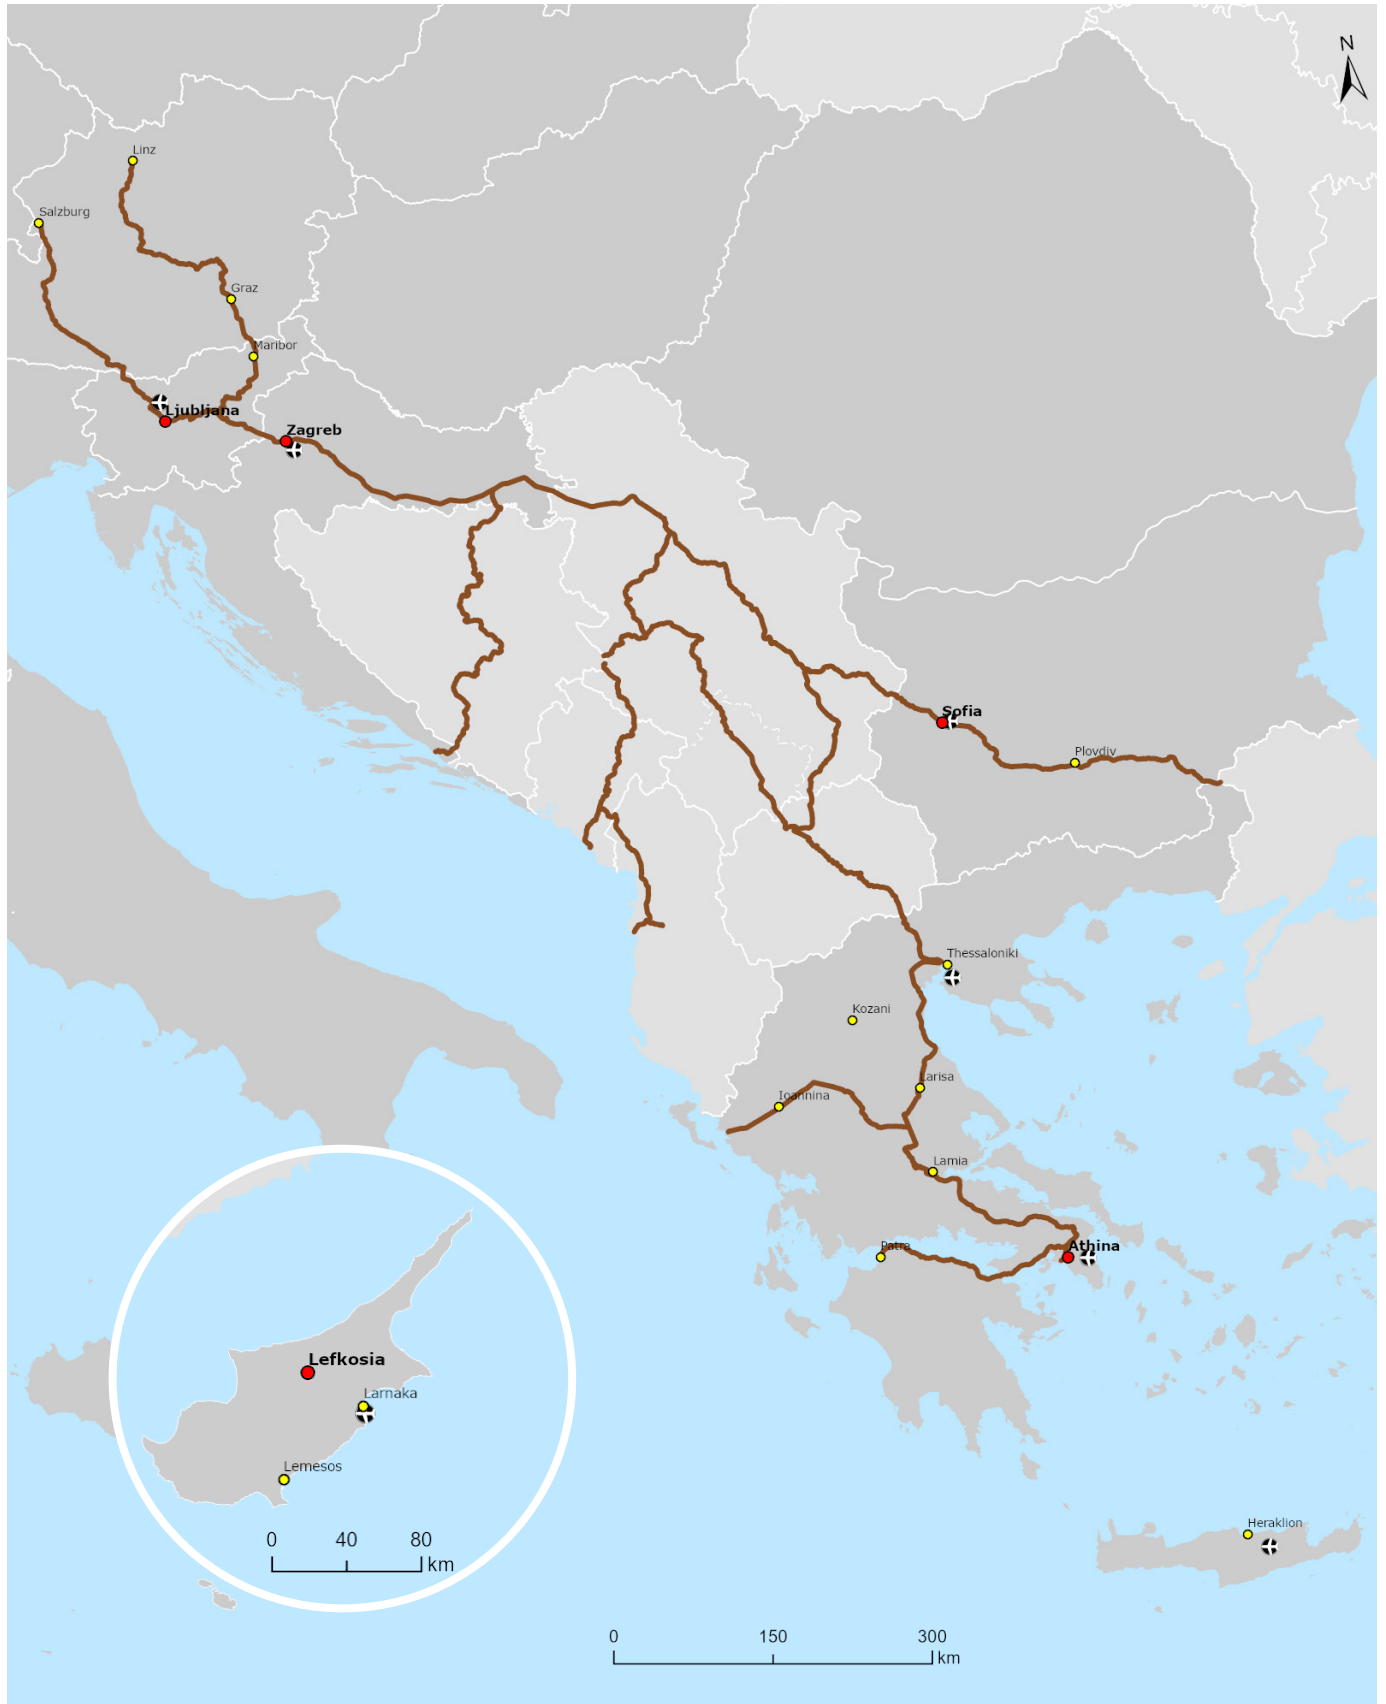 N
Linz
Salzburg
Graz
Maribor
Ljubljana
Zagreb
Sofia
Plovdiv
Thessaloniki
Kozani
Larisa
Ioannina
Lamia
Patra
Athina
Lefkosia
Larnaka
Lemesos
0 40 80
km
Heraklion
0 150 300
km